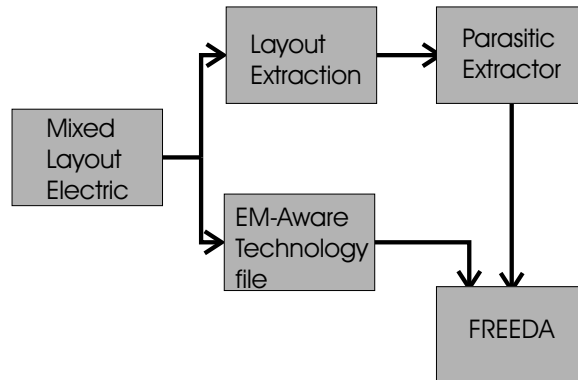 Layout
Extraction
Parasitic
Extractor
Mixed
Layout
Electric
EM-Aware
Technology
file
FREEDA